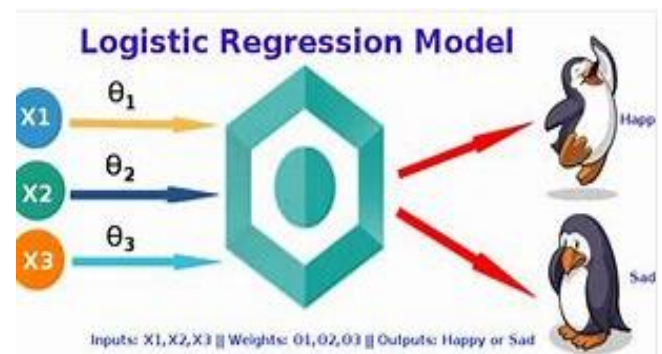 Logistic Regression Model
X1
θ1
X2
θ2
X3
θ3
Happ
Sad
Inputs: X1,X2,X3 || Weights: Θ1,Θ2,Θ3 || Outputs: Happy or Sad